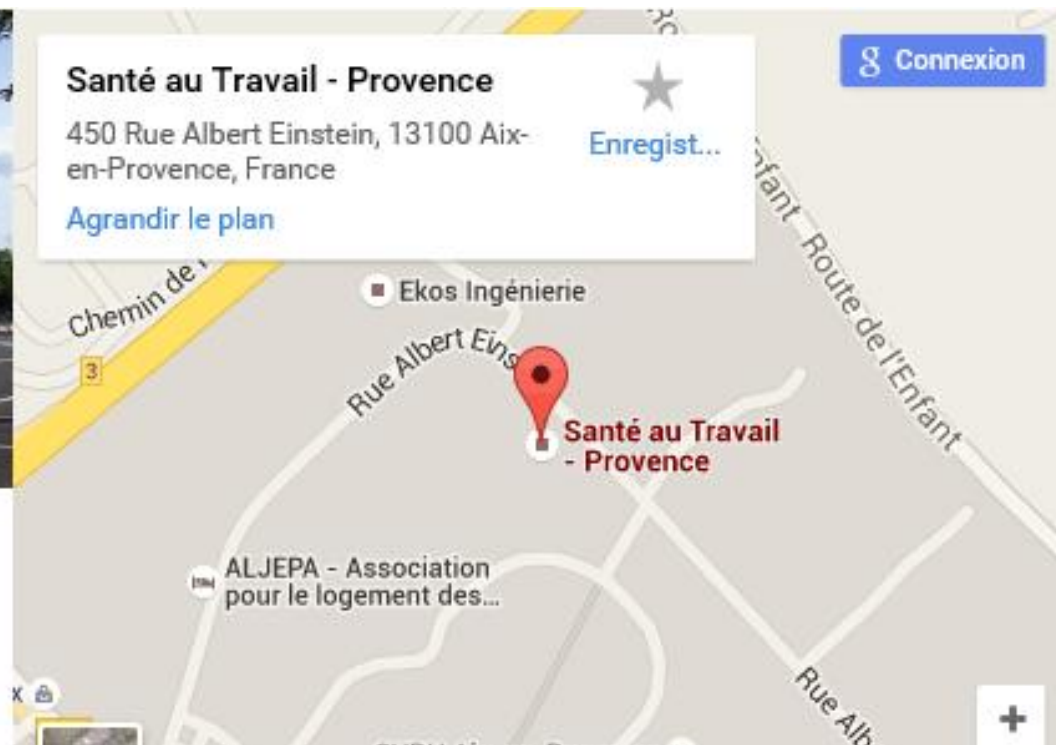 Santé au Travail - Provence
450 Rue Albert Einstein, 13100 Aix-
en-Provence, France
Agrandir le plan
Enregist...
g Connexion
Chemin de
3
Ekos Ingénierie
Rue Albert Eins
Santé au Travail
- Provence
Enfant
Route de l'Enfant
ALJEPA - Association
pour le logement des...
x
Rue Alb
+